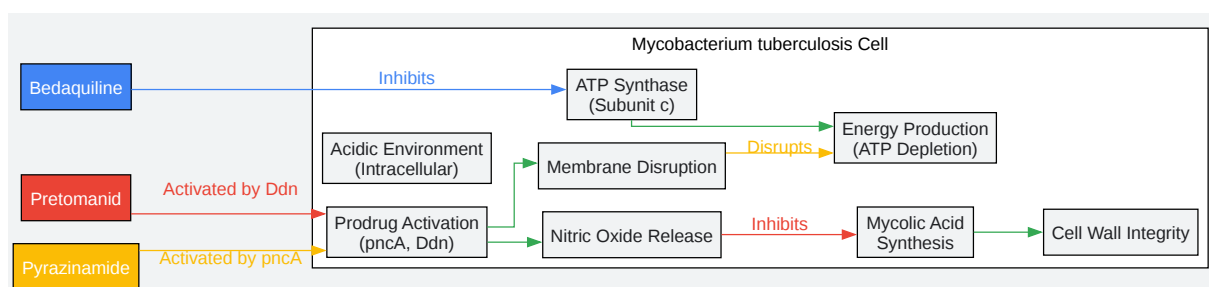 Mycobacterium tuberculosis Cell
Bedaquiline
Inhibits
ATP Synthase
(Subunit c)
Energy Production
(ATP Depletion)
Acidic Environment
(Intracellular)
Membrane Disruption
Disrupts
Pretomanid
Activated by Ddn
Prodrug Activation
(pncA, Ddn)
Nitric Oxide Release
Inhibits
Mycolic Acid
Synthesis
Cell Wall Integrity
Pyrazinamide
Activated by pncA